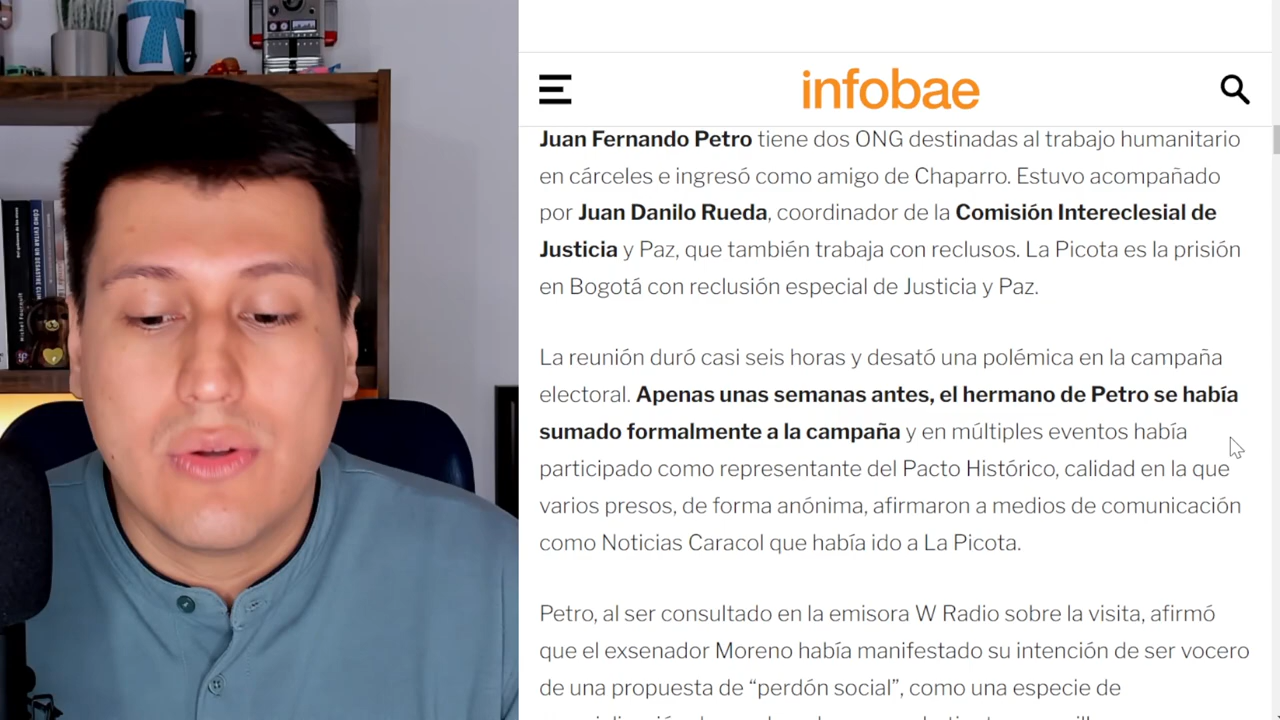 infobae
Juan Fernando Petro tiene dos ONG destinadas al trabajo humanitario
en cárceles e ingresó como amigo de Chaparro. Estuvo acompañado
por Juan Danilo Rueda, coordinador de la Comisión Intereclesial de
Justicia y Paz, que también trabaja con reclusos. La Picota es la prisión
en Bogotá con reclusión especial de Justicia y Paz.
La reunión duró casi seis horas y desató una polémica en la campaña
electoral. Apenas unas semanas antes, el hermano de Petro se había
sumado formalmente a la campaña y en múltiples eventos había
participado como representante del Pacto Histórico, calidad en la que
varios presos, de forma anónima, afirmaron a medios de comunicación
como Noticias Caracol que había ido a La Picota.
Petro, al ser consultado en la emisora W Radio sobre la visita, afirmó
que el exsenador Moreno había manifestado su intención de ser vocero
de una propuesta de “perdón social”, como una especie de